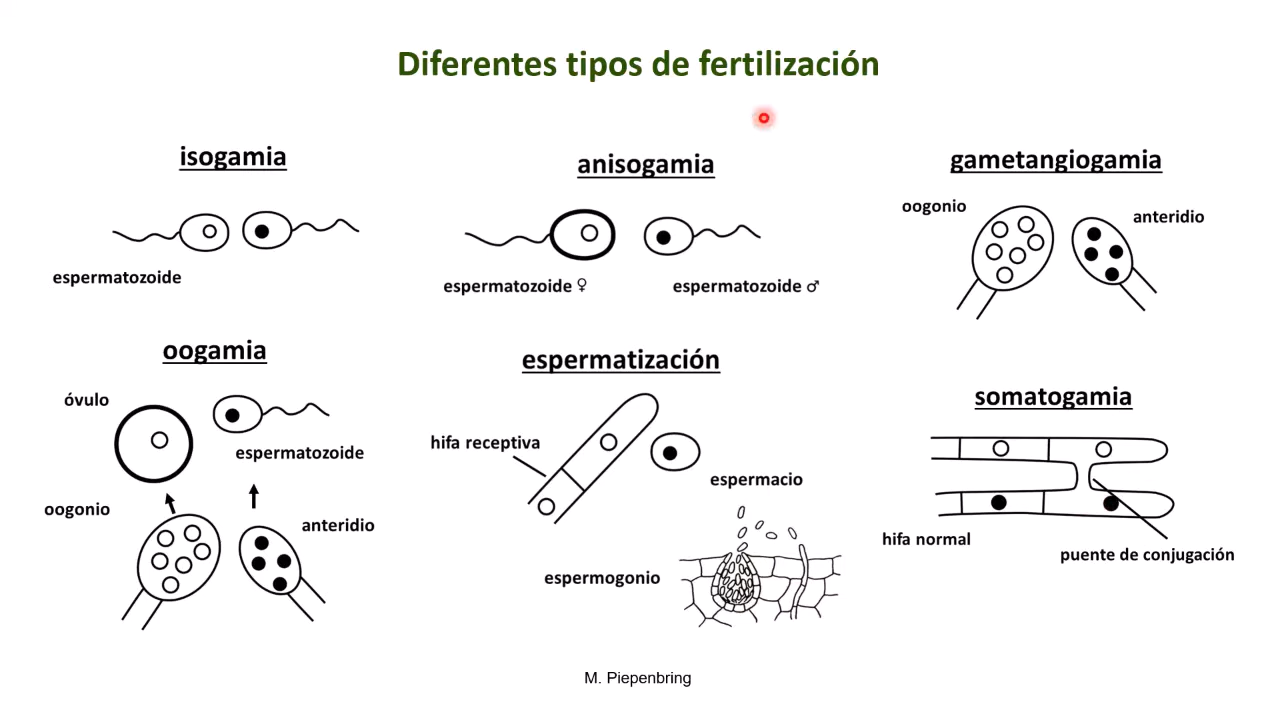 Diferentes tipos de fertilización
isogamia
espermatozoide
anisogamia
espermatozoide ♀
espermatozoide ♂
gametangiogamia
oogonio
anteridio
oogamia
óvulo
espermatozoide
oogonio
anteridio
espermatización
hifa receptiva
espermacio
espermogonio
somatogamia
hifa normal
puente de conjugación
M. Piepenbring